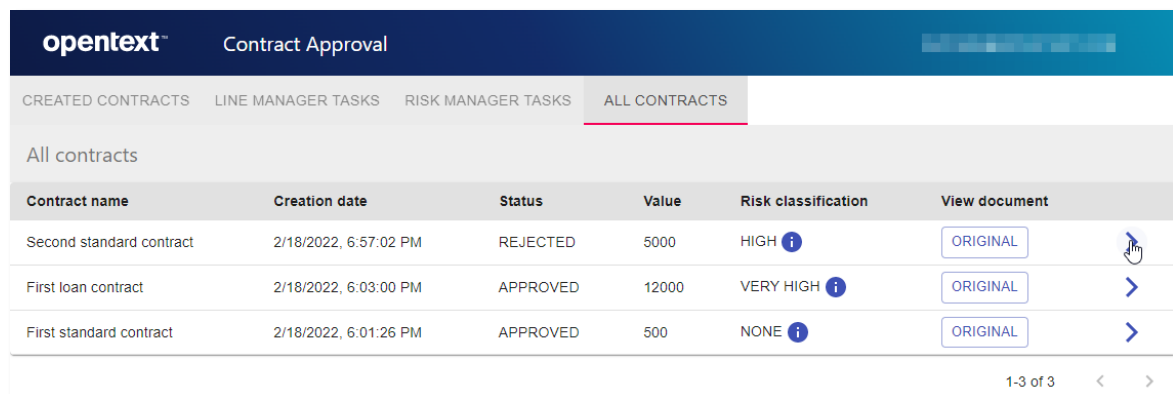 opentext™ Contract Approval
CREATED CONTRACTS LINE MANAGER TASKS RISK MANAGER TASKS ALL CONTRACTS
All contracts
Contract name Creation date Status Value Risk classification View document
Second standard contract 2/18/2022, 6:57:02 PM REJECTED 5000 HIGH i ORIGINAL
First loan contract 2/18/2022, 6:03:00 PM APPROVED 12000 VERY HIGH i ORIGINAL
First standard contract 2/18/2022, 6:01:26 PM APPROVED 500 NONE i ORIGINAL
1-3 of 3